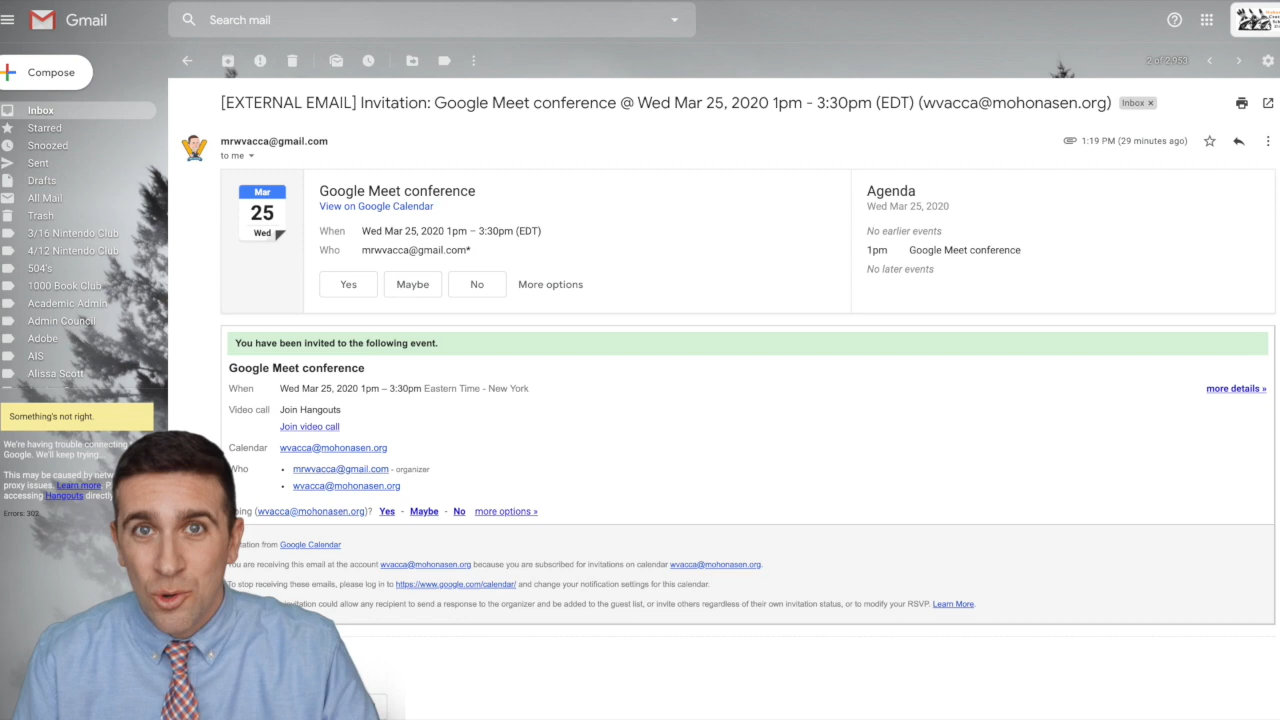 Gmail
Search mail
Compose
2 of 2,953
Inbox
Starred
Snoozed
Sent
Drafts
All Mail
Trash
3/16 Nintendo Club
4/12 Nintendo Club
504's
1000 Book Club
Academic Admin
Admin Council
Adobe
AIS
Alissa Scott
Something's not right.
We're having trouble connecting
Google. We'll keep trying...
This may be caused by
proxy issues. Learn more.
accessing Hangouts
Errors: 302
[EXTERNAL EMAIL] Invitation: Google Meet conference @ Wed Mar 25, 2020 1pm - 3:30pm (EDT) (wvacca@mohonasen.org) Inbox x
mrwvacca@gmail.com
1:19 PM (29 minutes ago)
to me
Mar
25
Wed
Google Meet conference
View on Google Calendar
When Wed Mar 25, 2020 1pm – 3:30pm (EDT)
Who mrwvacca@gmail.com*
Yes Maybe No More options
Agenda
Wed Mar 25, 2020
No earlier events
1pm Google Meet conference
No later events
You have been invited to the following event.
Google Meet conference
When Wed Mar 25, 2020 1pm – 3:30pm Eastern Time - New York
more details »
Video call Join Hangouts
Join video call
Calendar wvacca@mohonasen.org
Who • mrwvacca@gmail.com - organizer
• wvacca@mohonasen.org
(wvacca@mohonasen.org)? Yes - Maybe - No more options »
from Google Calendar
You are receiving this email at the account wvacca@mohonasen.org because you are subscribed for invitations on calendar wvacca@mohonasen.org.
To stop receiving these emails, please log in to https://www.google.com/calendar/ and change your notification settings for this calendar.
invitation could allow any recipient to send a response to the organizer and be added to the guest list, or invite others regardless of their own invitation status, or to modify your RSVP. Learn More.